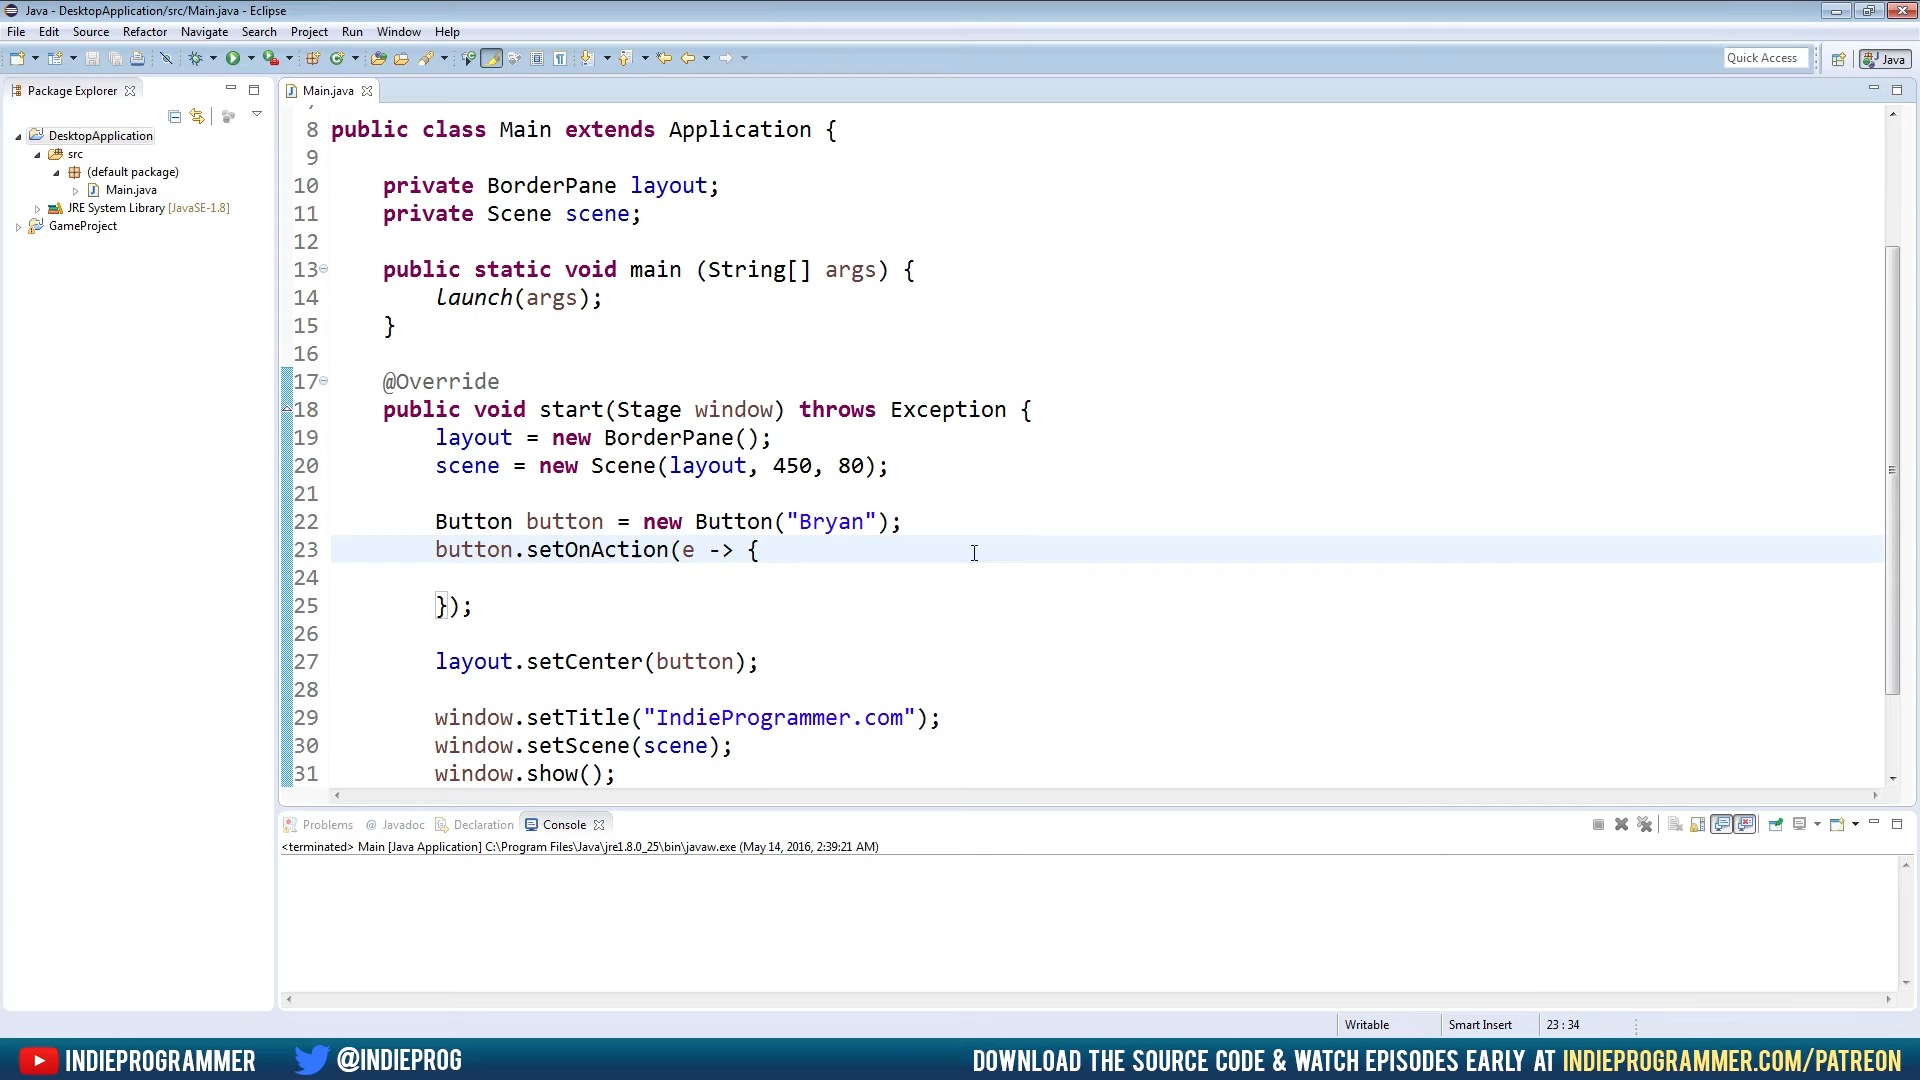 Java - DesktopApplication/src/Main.java - Eclipse
File Edit Source Refactor Navigate Search Project Run Window Help
Quick Access
Java
Package Explorer
Main.java
DesktopApplication
src
(default package)
Main.java
JRE System Library [JavaSE-1.8]
GameProject
8 public class Main extends Application {
9
10 private BorderPane layout;
11 private Scene scene;
12
13 public static void main (String[] args) {
14 launch(args);
15 }
16
17 @Override
18 public void start(Stage window) throws Exception {
19 layout = new BorderPane();
20 scene = new Scene(layout, 450, 80);
21
22 Button button = new Button("Bryan");
23 button.setOnAction(e -> {
24
25 });
26
27 layout.setCenter(button);
28
29 window.setTitle("IndieProgrammer.com");
30 window.setScene(scene);
31 window.show();
Problems @ Javadoc Declaration Console
<terminated> Main [Java Application] C:\Program Files\Java\jre1.8.0_25\bin\javaw.exe (May 14, 2016, 2:39:21 AM)
Writable Smart Insert 23 : 34
INDIEPROGRAMMER @INDIEPROG DOWNLOAD THE SOURCE CODE & WATCH EPISODES EARLY AT INDIEPROGRAMMER.COM/PATREON